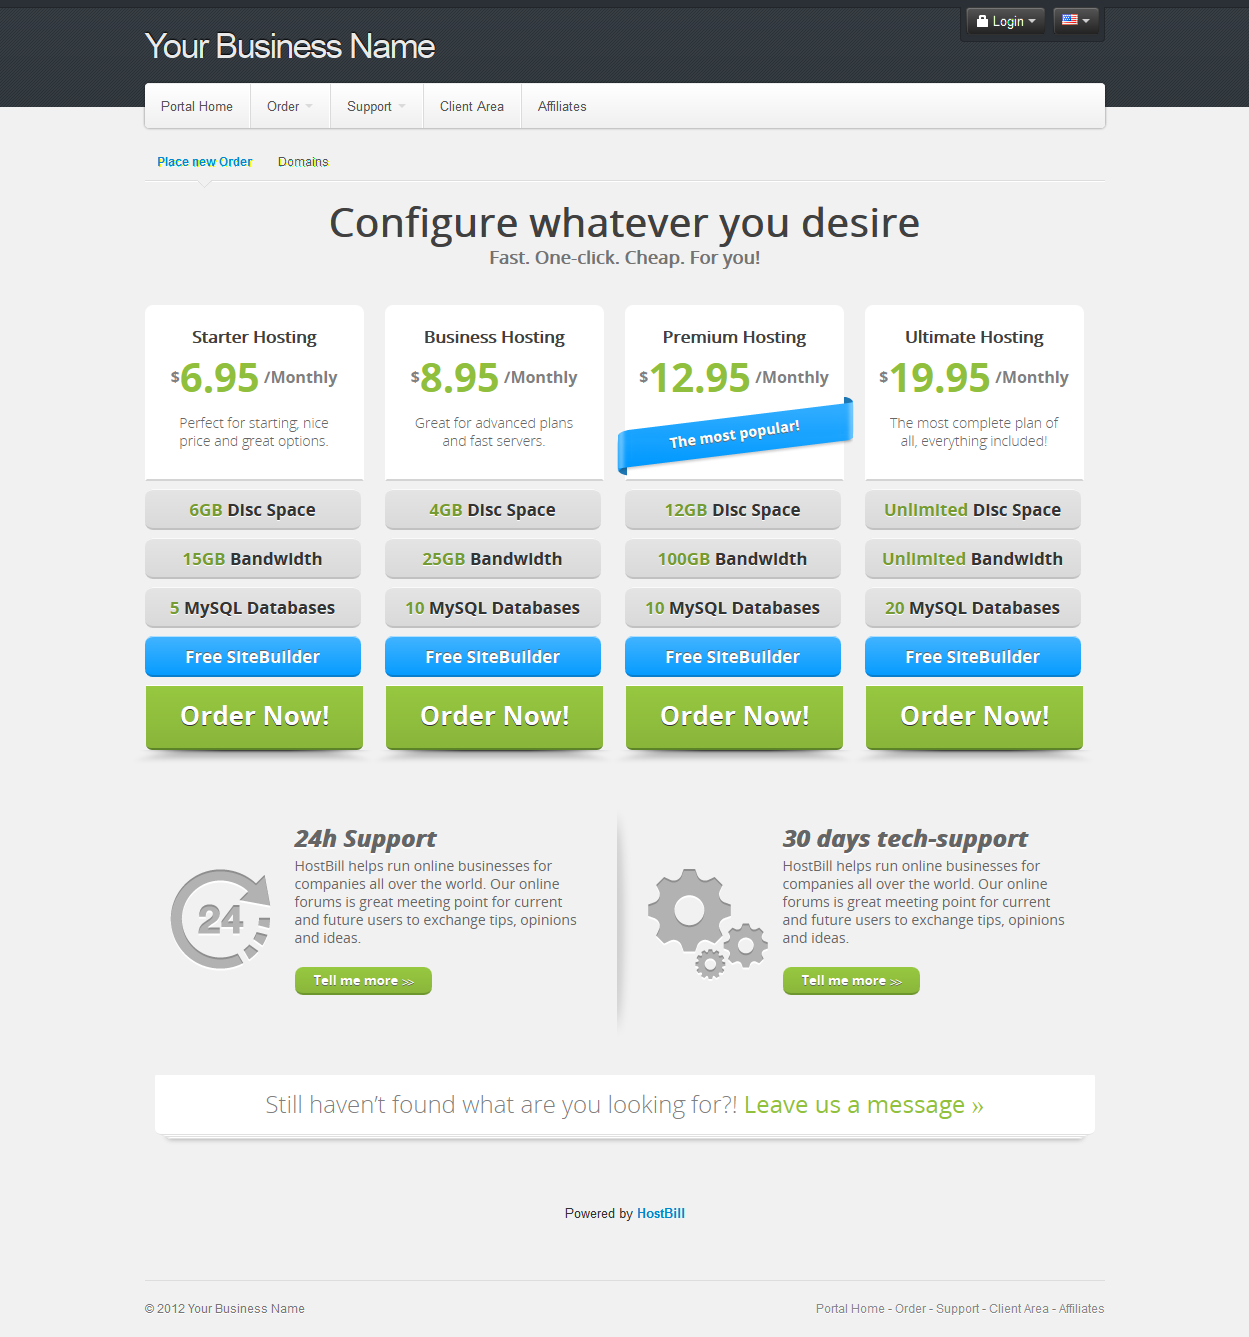 Login
Your Business Name
Portal Home
Order
Support
Client Area
Affiliates
Place new Order
Domains
Configure whatever you desire
Fast. One-click. Cheap. For you!
Starter Hosting
$6.95 /Monthly
Perfect for starting, nice
price and great options.
6GB Disc Space
15GB Bandwidth
5 MySQL Databases
Free SiteBuilder
Order Now!
Business Hosting
$8.95 /Monthly
Great for advanced plans
and fast servers.
4GB Disc Space
25GB Bandwidth
10 MySQL Databases
Free SiteBuilder
Order Now!
Premium Hosting
$12.95 /Monthly
The most popular!
12GB Disc Space
100GB Bandwidth
10 MySQL Databases
Free SiteBuilder
Order Now!
Ultimate Hosting
$19.95 /Monthly
The most complete plan of
all, everything included!
Unlimited Disc Space
Unlimited Bandwidth
20 MySQL Databases
Free SiteBuilder
Order Now!
24
24h Support
HostBill helps run online businesses for
companies all over the world. Our online
forums is great meeting point for current
and future users to exchange tips, opinions
and ideas.
Tell me more >>
30 days tech-support
HostBill helps run online businesses for
companies all over the world. Our online
forums is great meeting point for current
and future users to exchange tips, opinions
and ideas.
Tell me more >>
Still haven’t found what are you looking for?! Leave us a message »
Powered by HostBill
© 2012 Your Business Name
Portal Home - Order - Support - Client Area - Affiliates